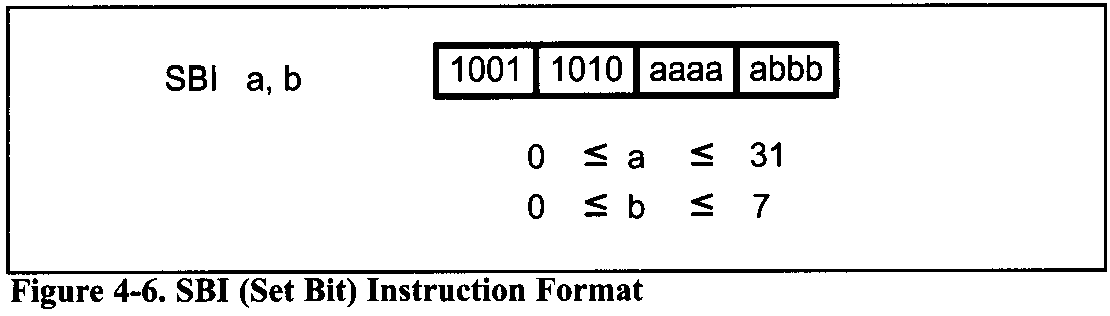 SBI a, b 1001 1010 aaaa abbb
0 ≤ a ≤ 31
0 ≤ b ≤ 7
Figure 4-6. SBI (Set Bit) Instruction Format